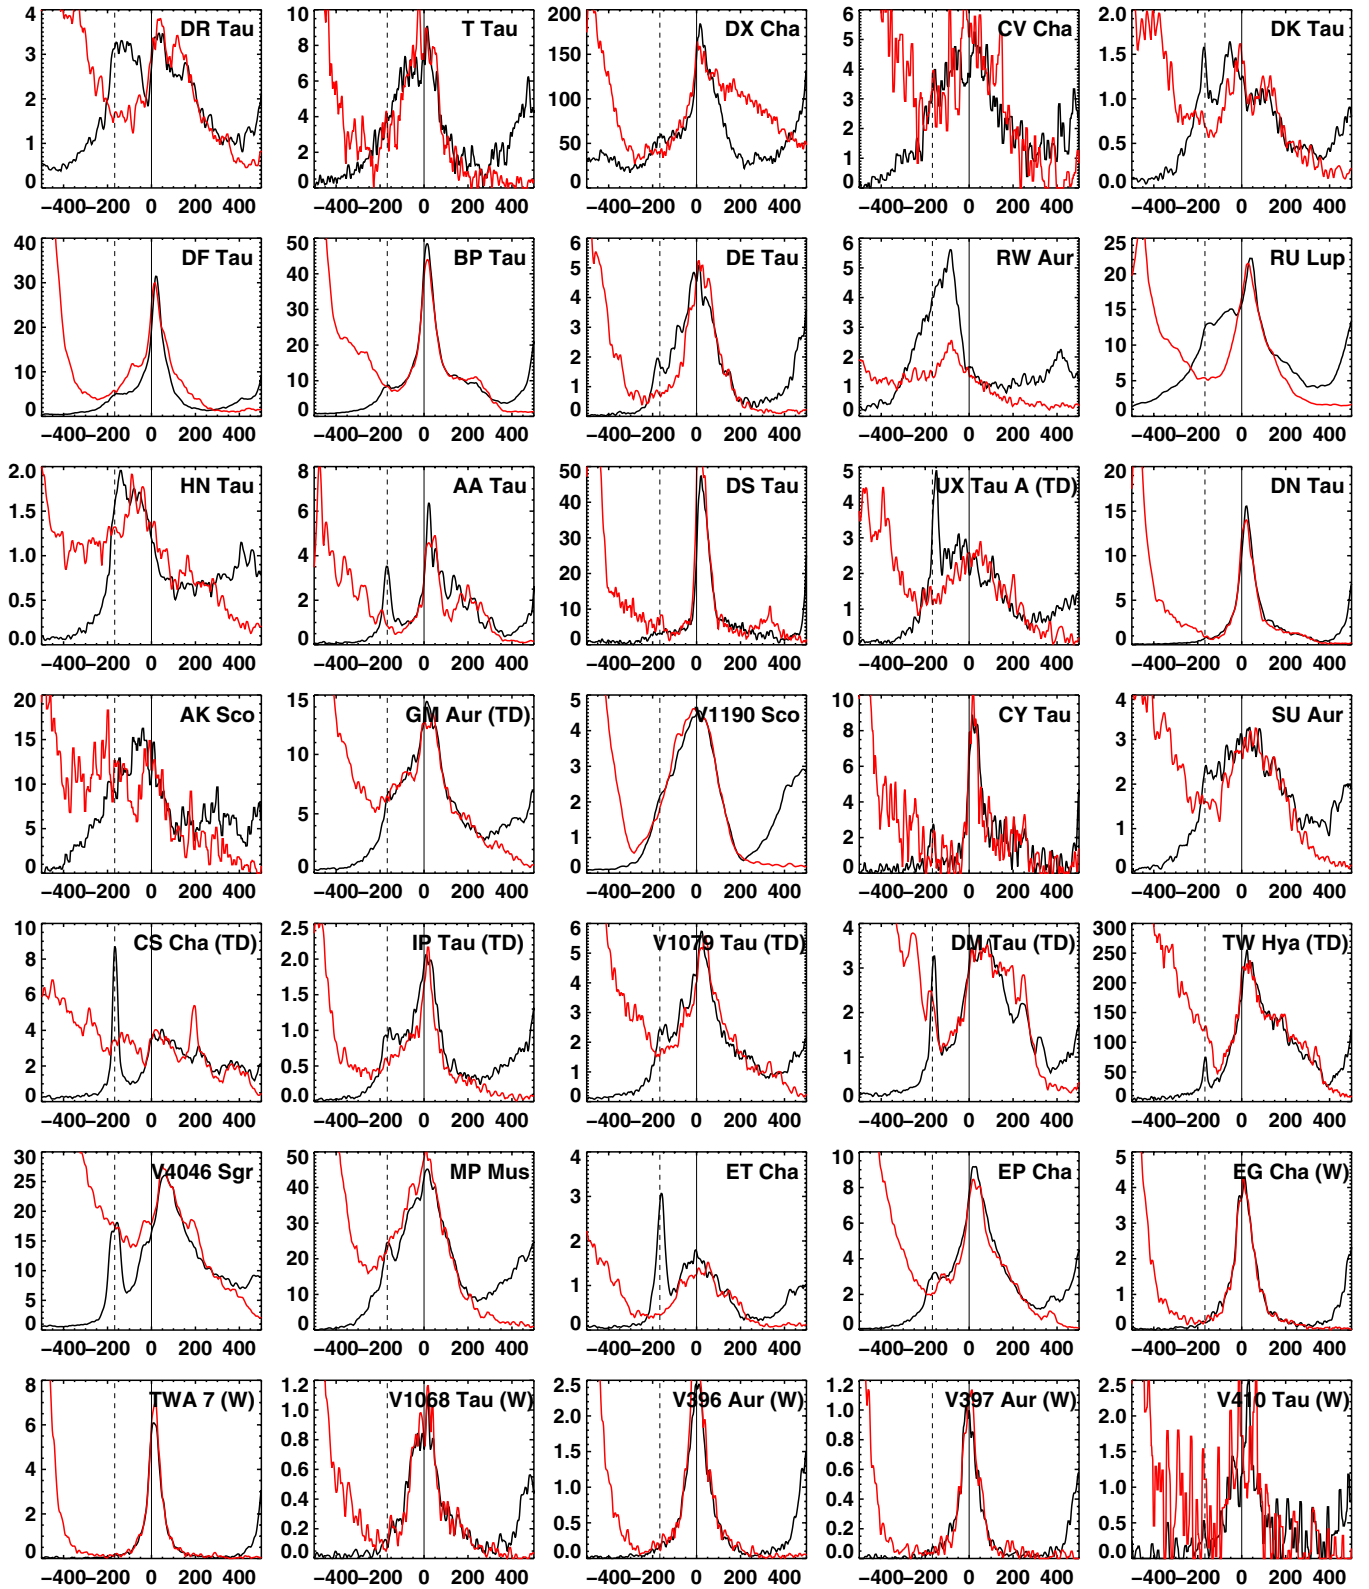 DR Tau
T Tau
DX Cha
CV Cha
DK Tau
4
3
2
1
0
10
8
6
4
2
0
200
150
100
50
0
6
5
4
3
2
1
0
2.0
1.5
1.0
0.5
0.0
−400−200 0 200 400
−400−200 0 200 400
−400−200 0 200 400
−400−200 0 200 400
−400−200 0 200 400
DF Tau
BP Tau
DE Tau
RW Aur
RU Lup
40
30
20
10
0
50
40
30
20
10
0
6
5
4
3
2
1
0
6
5
4
3
2
1
0
25
20
15
10
5
0
−400−200 0 200 400
−400−200 0 200 400
−400−200 0 200 400
−400−200 0 200 400
−400−200 0 200 400
HN Tau
AA Tau
DS Tau
UX Tau A (TD)
DN Tau
2.0
1.5
1.0
0.5
0.0
8
6
4
2
0
50
40
30
20
10
0
5
4
3
2
1
0
20
15
10
5
0
−400−200 0 200 400
−400−200 0 200 400
−400−200 0 200 400
−400−200 0 200 400
−400−200 0 200 400
AK Sco
GM Aur (TD)
V1190 Sco
CY Tau
SU Aur
20
15
10
5
0
15
10
5
0
5
4
3
2
1
0
10
8
6
4
2
0
4
3
2
1
0
−400−200 0 200 400
−400−200 0 200 400
−400−200 0 200 400
−400−200 0 200 400
−400−200 0 200 400
CS Cha (TD)
IP Tau (TD)
V1079 Tau (TD)
DM Tau (TD)
TW Hya (TD)
10
8
6
4
2
0
2.5
2.0
1.5
1.0
0.5
0.0
6
5
4
3
2
1
0
4
3
2
1
0
300
250
200
150
100
50
0
−400−200 0 200 400
−400−200 0 200 400
−400−200 0 200 400
−400−200 0 200 400
−400−200 0 200 400
V4046 Sgr
MP Mus
ET Cha
EP Cha
EG Cha (W)
30
25
20
15
10
5
0
50
40
30
20
10
0
4
3
2
1
0
10
8
6
4
2
0
5
4
3
2
1
0
−400−200 0 200 400
−400−200 0 200 400
−400−200 0 200 400
−400−200 0 200 400
−400−200 0 200 400
TWA 7 (W)
V1068 Tau (W)
V396 Aur (W)
V397 Aur (W)
V410 Tau (W)
8
6
4
2
0
1.2
1.0
0.8
0.6
0.4
0.2
0.0
2.5
2.0
1.5
1.0
0.5
0.0
1.2
1.0
0.8
0.6
0.4
0.2
0.0
2.5
2.0
1.5
1.0
0.5
0.0
−400−200 0 200 400
−400−200 0 200 400
−400−200 0 200 400
−400−200 0 200 400
−400−200 0 200 400